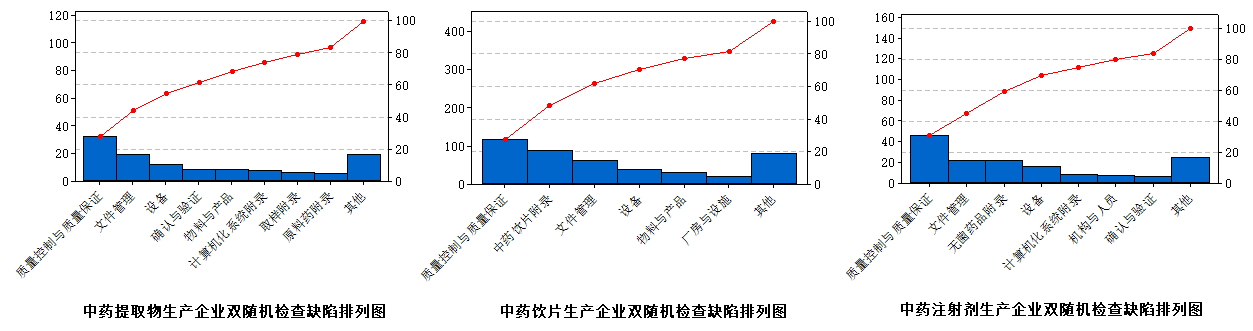 120
100
80
60
40
20
0
100
80
60
40
20
0
质量控制与质量保证
文件管理
设备
确认与验证
物料与产品
计算机化系统附录
取样附录
原料药附录
其他
中药提取物生产企业双随机检查缺陷排列图
400
300
200
100
0
100
80
60
40
20
0
质量控制与质量保证
中药饮片附录
文件管理
设备
物料与产品
厂房与设施
其他
中药饮片生产企业双随机检查缺陷排列图
160
140
120
100
80
60
40
20
0
100
80
60
40
20
0
质量控制与质量保证
文件管理
无菌药品附录
设备
计算机化系统附录
机构与人员
确认与验证
其他
中药注射剂生产企业双随机检查缺陷排列图